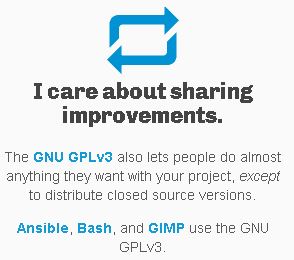 I care about sharing
improvements.
The GNU GPLv3 also lets people do almost
anything they want with your project, except
to distribute closed source versions.
Ansible, Bash, and GIMP use the GNU
GPLv3.